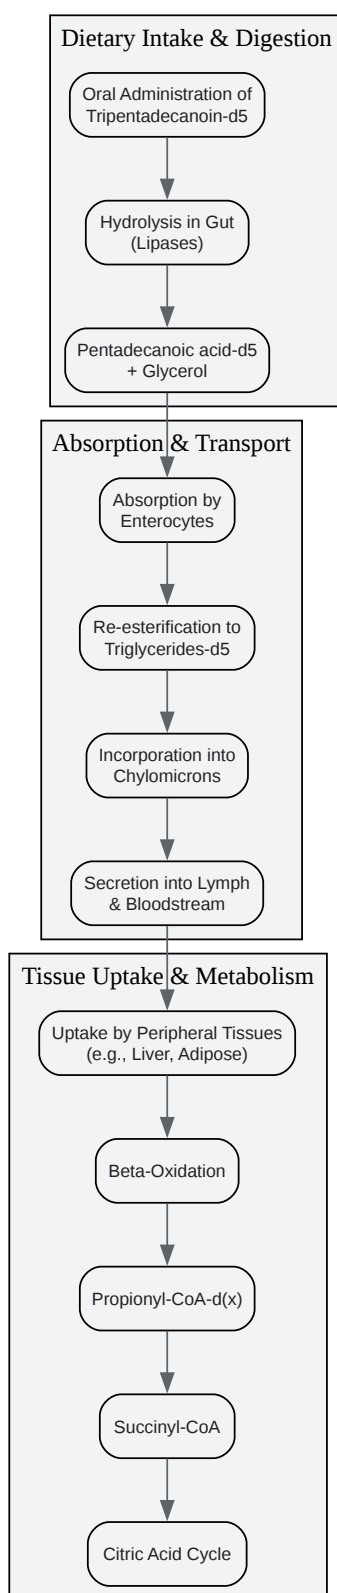 Dietary Intake & Digestion
Oral Administration of
Tripentadecanoin-d5
Hydrolysis in Gut
(Lipases)
Pentadecanoic acid-d5
+ Glycerol
Absorption & Transport
Absorption by
Enterocytes
Re-esterification to
Triglycerides-d5
Incorporation into
Chylomicrons
Secretion into Lymph
& Bloodstream
Tissue Uptake & Metabolism
Uptake by Peripheral Tissues
(e.g., Liver, Adipose)
Beta-Oxidation
Propionyl-CoA-d(x)
Succinyl-CoA
Citric Acid Cycle